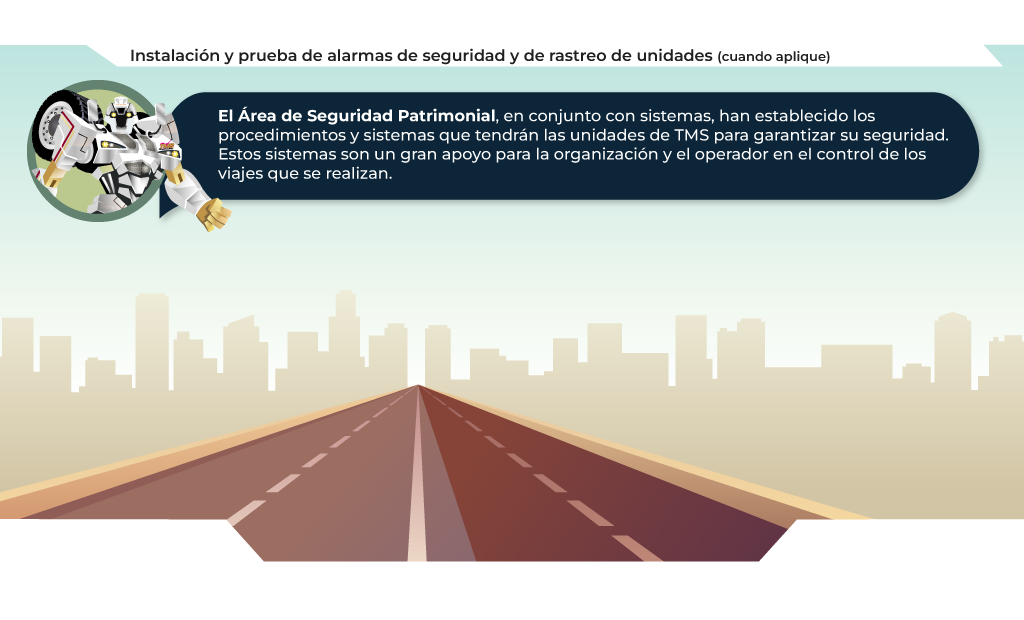 Instalación y prueba de alarmas de seguridad y de rastreo de unidades (cuando aplique)
El Área de Seguridad Patrimonial, en conjunto con sistemas, han establecido los
procedimientos y sistemas que tendrán las unidades de TMS para garantizar su seguridad.
Estos sistemas son un gran apoyo para la organización y el operador en el control de los
viajes que se realizan.